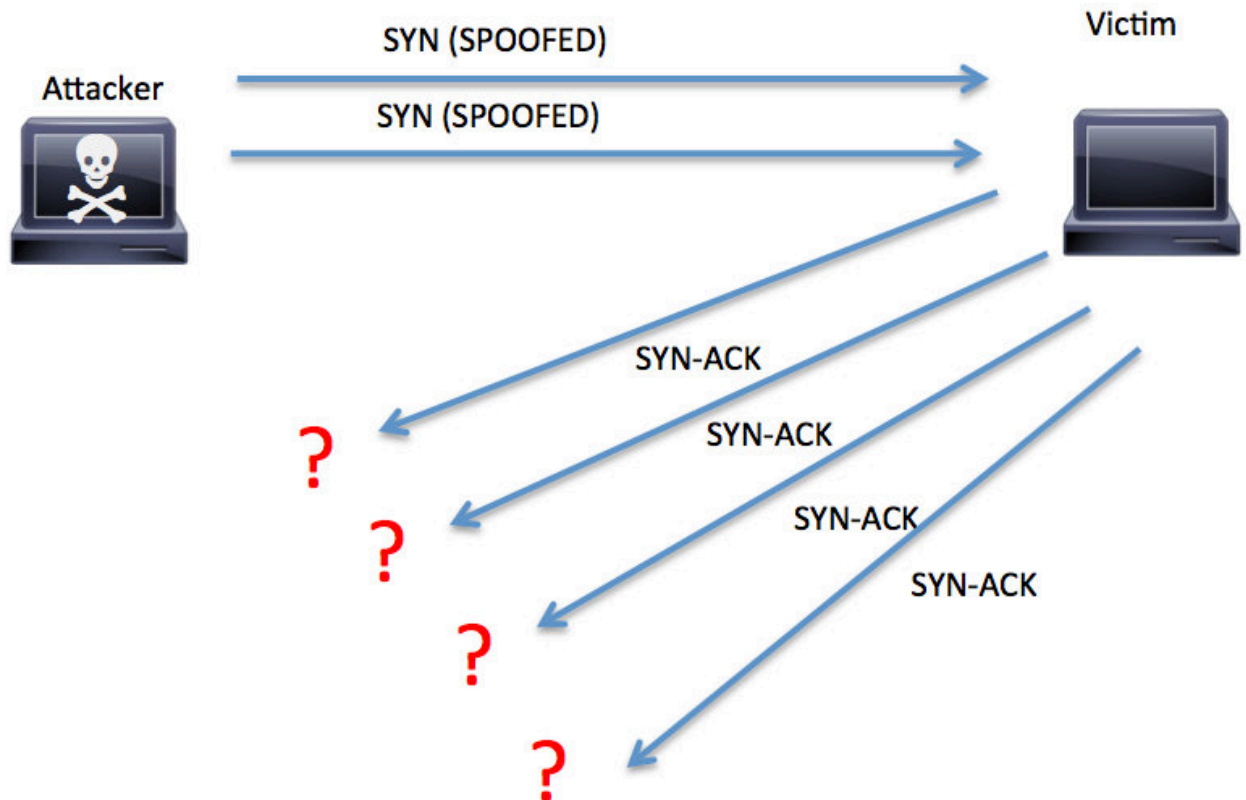 SYN (SPOOFED)
Victim
Attacker
SYN (SPOOFED)
SYN-ACK
?
SYN-ACK
?
SYN-ACK
SYN-ACK
?
?